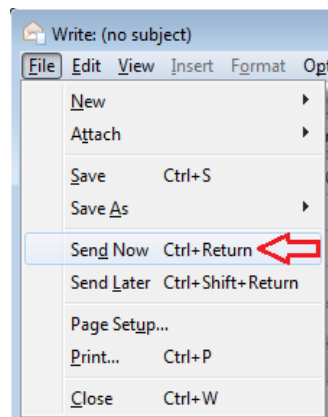 Write: (no subject)
File Edit View Insert Format Op
New
Attach
Save Ctrl+S
Save As
Send Now Ctrl+Return
Send Later Ctrl+Shift+Return
Page Setup...
Print... Ctrl+P
Close Ctrl+W